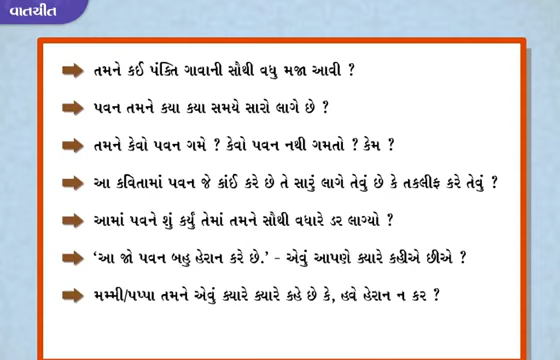 વાતચીત
તમને કઈ પંક્તિ ગાવાની સૌથી વધુ મજા આવી ?
પવન તમને કયા કયા સમયે સારો લાગે છે ?
તમને કેવો પવન ગમે ? કેવો પવન નથી ગમતો ? કેમ ?
આ કવિતામાં પવન જે કાંઈ કરે છે તે સારું લાગે તેવું છે કે તકલીફ કરે તેવું ?
આમાં પવને શું કર્યું તેમાં તમને સૌથી વધારે ડર લાગ્યો ?
‘આ જો પવન બહુ હેરાન કરે છે.’ - એવું આપણે ક્યારે કહીએ છીએ ?
મમ્મી/પપ્પા તમને એવું ક્યારે ક્યારે કહે છે કે, હવે હેરાન ન કર ?